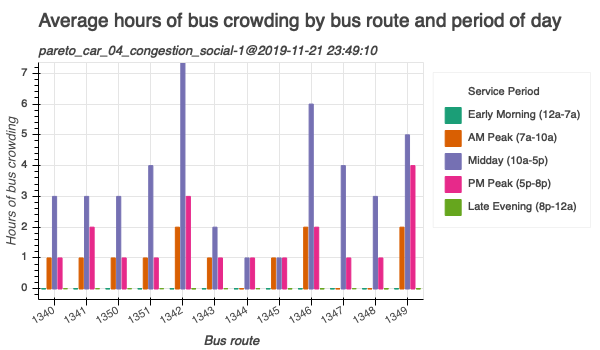 Average hours of bus crowding by bus route and period of day
pareto_car_04_congestion_social-1@2019-11-21 23:49:10
Hours of bus crowding
7
6
5
4
3
2
1
0
1340
1341
1350
1351
1342
1343
1344
1345
1346
1347
1348
1349
Bus route
Service Period
Early Morning (12a-7a)
AM Peak (7a-10a)
Midday (10a-5p)
PM Peak (5p-8p)
Late Evening (8p-12a)